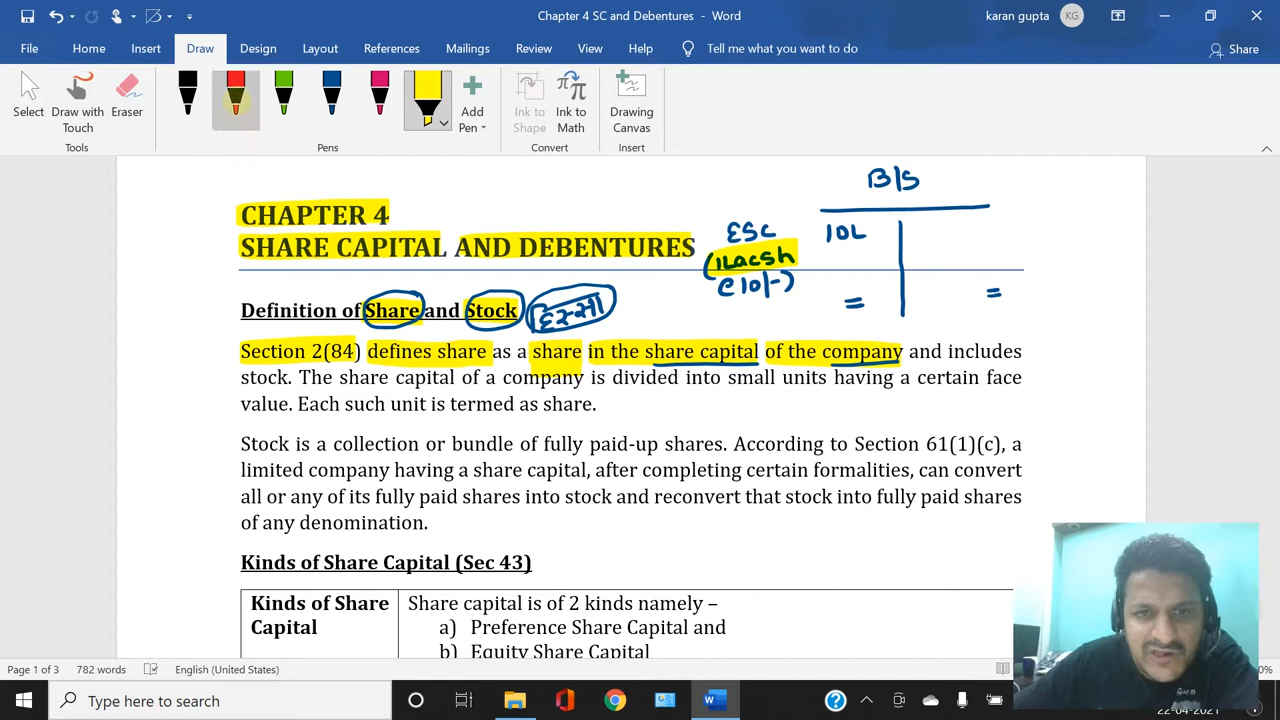 Chapter 4 SC and Debentures - Word
karan gupta
KG
File Home Insert Draw Design Layout References Mailings Review View Help Tell me what you want to do
Share
Select
Draw with Touch
Eraser
Add Pen
Ink to Shape
Ink to Math
Drawing Canvas
Tools
Pens
Convert
Insert
B/S
CHAPTER 4
SHARE CAPITAL AND DEBENTURES
ESC
10L
(1Lacsh
@10/-)
=
=
Definition of Share and Stock
Section 2(84) defines share as a share in the share capital of the company and includes
stock. The share capital of a company is divided into small units having a certain face
value. Each such unit is termed as share.
Stock is a collection or bundle of fully paid-up shares. According to Section 61(1)(c), a
limited company having a share capital, after completing certain formalities, can convert
all or any of its fully paid shares into stock and reconvert that stock into fully paid shares
of any denomination.
Kinds of Share Capital (Sec 43)
Kinds of Share Capital
Share capital is of 2 kinds namely –
a) Preference Share Capital and
b) Equity Share Capital
Page 1 of 3
782 words
English (United States)
0%
Type here to search
22-04-2021